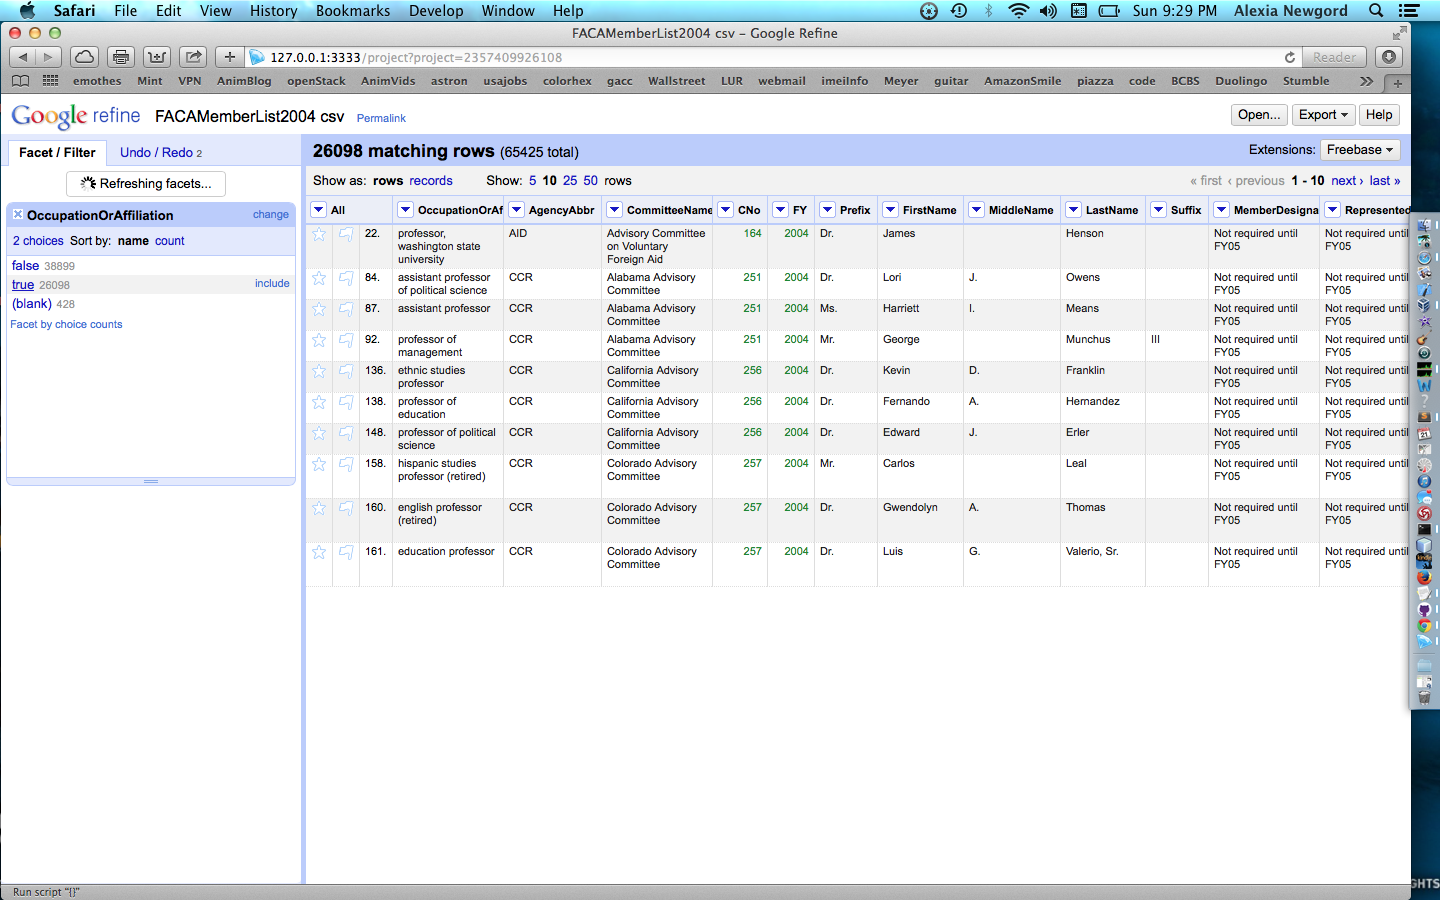 Safari File Edit View History Bookmarks Develop Window Help Sun 9:29 PM Alexia Newgord
FACAMemberList2004 csv – Google Refine
127.0.0.1:3333/project?project=2357409926108 Reader
emothes Mint VPN AnimBlog openStack AnimVids astron usajobs colorhex gacc Wallstreet LUR webmail imeiInfo Meyer guitar AmazonSmile piazza code BCBS Duolingo Stumble
Google refine FACAMemberList2004 csv Permalink Open... Export Help
Facet / Filter Undo / Redo 2
Refreshing facets...
OccupationOrAffiliation change
2 choices Sort by: name count
false 38899
true 26098 include
(blank) 428
Facet by choice counts
26098 matching rows (65425 total) Extensions: Freebase
Show as: rows records Show: 5 10 25 50 rows « first ‹ previous 1 - 10 next › last »
All OccupationOrAf AgencyAbbr CommitteeName CNo FY Prefix FirstName MiddleName LastName Suffix MemberDesigna Represented
22. professor, AID Advisory Committee 164 2004 Dr. James Henson Not required until Not required until
washington state on Voluntary FY05 FY05
university Foreign Aid
84. assistant professor CCR Alabama Advisory 251 2004 Dr. Lori J. Owens Not required until Not required until
of political science Committee FY05 FY05
87. assistant professor CCR Alabama Advisory 251 2004 Ms. Harriett I. Means Not required until Not required until
Committee FY05 FY05
92. professor of CCR Alabama Advisory 251 2004 Mr. George Munchus III Not required until Not required until
management Committee FY05 FY05
136. ethnic studies CCR California Advisory 256 2004 Dr. Kevin D. Franklin Not required until Not required until
professor Committee FY05 FY05
138. professor of CCR California Advisory 256 2004 Dr. Fernando A. Hernandez Not required until Not required until
education Committee FY05 FY05
148. professor of political CCR California Advisory 256 2004 Dr. Edward J. Erler Not required until Not required until
science Committee FY05 FY05
158. hispanic studies CCR Colorado Advisory 257 2004 Mr. Carlos Leal Not required until Not required until
professor (retired) Committee FY05 FY05
160. english professor CCR Colorado Advisory 257 2004 Dr. Gwendolyn A. Thomas Not required until Not required until
(retired) Committee FY05 FY05
161. education professor CCR Colorado Advisory 257 2004 Dr. Luis G. Valerio, Sr. Not required until Not required until
Committee FY05 FY05
Run script "{}"
GHTS